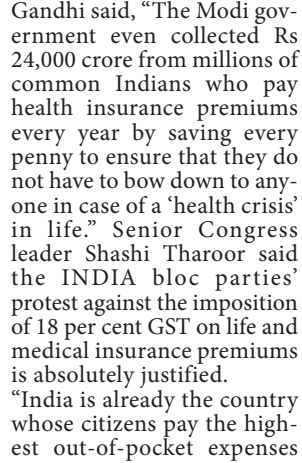 Gandhi said, “The Modi gov-
ernment even collected Rs
24,000 crore from millions of
common Indians who pay
health insurance premiums
every year by saving every
penny to ensure that they do
not have to bow down to any-
one in case of a ‘health crisis’
in life.” Senior Congress
leader Shashi Tharoor said
the INDIA bloc parties’
protest against the imposition
of 18 per cent GST on life and
medical insurance premiums
is absolutely justified.
“India is already the country
whose citizens pay the high-
est out-of-pocket expenses